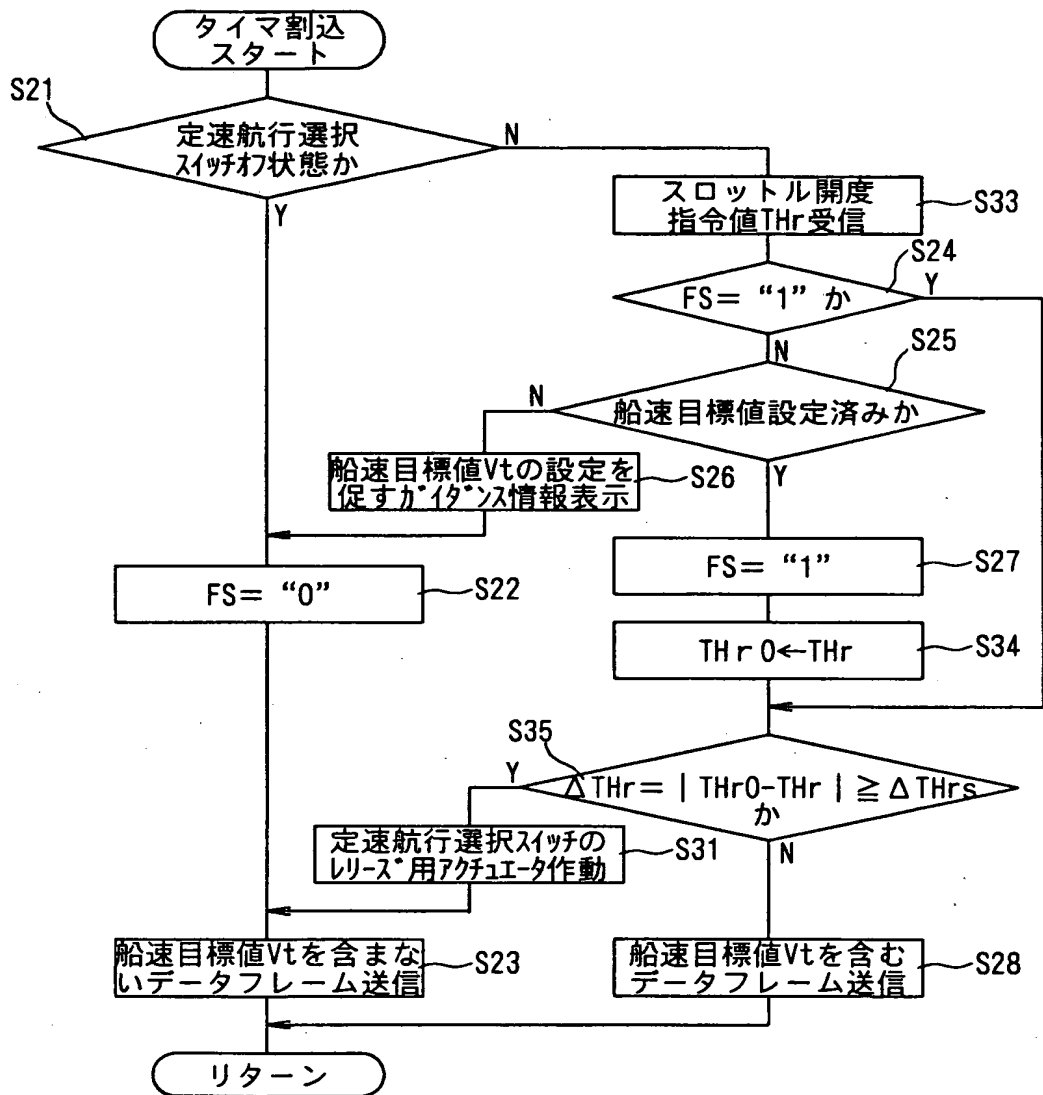 タイマ割込
スタート
S21
定速航行選択
スイッチオフ状態か
N
Y
スロットル開度
指令値THr受信
S33
S24
FS= “1” か
Y
N
S25
船速目標値設定済みか
N
Y
船速目標値Vtの設定を
促すガイダンス情報表示
S26
FS= “1”
S27
FS= “0”
S22
THr0←THr
S34
S35
ΔTHr=|THr0-THr|≧ΔTHrs
か
Y
N
定速航行選択スイッチの
レリーズ用アクチュエータ作動
S31
船速目標値Vtを含まな
いデータフレーム送信
S23
船速目標値Vtを含む
データフレーム送信
S28
リターン